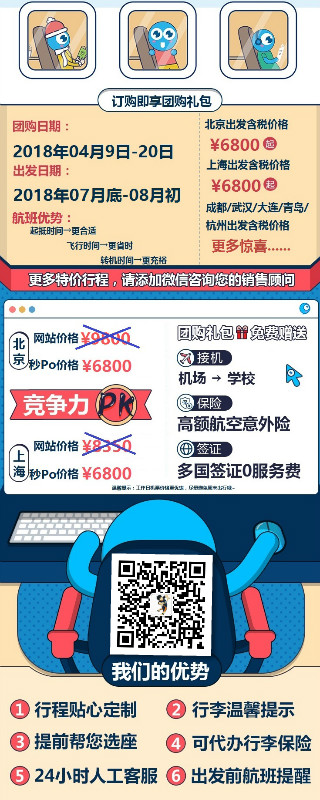 订购即享团购礼包
团购日期：
2018年04月9日-20日
出发日期：
2018年07月底-08月初
航班优势：
起抵时间→更合适
飞行时间→更省时
转机时间→更充裕
北京出发含税价格
¥6800起
上海出发含税价格
¥6800起
成都/武汉/大连/青岛/
杭州出发含税价格
更多惊喜……
更多特价行程，请添加微信咨询您的销售顾问
北京
网站价格 ¥9800
秒Po价格 ¥6800
竞争力PK
上海
网站价格 ¥8350
秒Po价格 ¥6800
团购礼包 免费赠送
接机
机场 → 学校
保险
高额航空意外险
签证
多国签证0服务费
我们的优势
1 行程贴心定制
2 行李温馨提示
3 提前帮您选座
4 可代办行李保险
5 24小时人工客服
6 出发前航班提醒